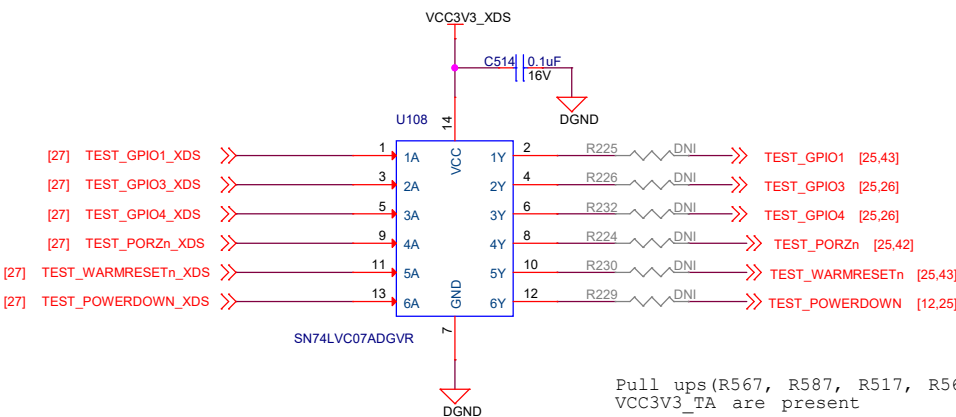 VCC3V3_XDS
C514 0.1uF
16V
DGND
U108
14
VCC
[27] TEST_GPIO1_XDS 1 1A 1Y 2 R225 DNI TEST_GPIO1 [25,43]
[27] TEST_GPIO3_XDS 3 2A 2Y 4 R226 DNI TEST_GPIO3 [25,26]
[27] TEST_GPIO4_XDS 5 3A 3Y 6 R232 DNI TEST_GPIO4 [25,26]
[27] TEST_PORZn_XDS 9 4A 4Y 8 R224 DNI TEST_PORZn [25,42]
[27] TEST_WARMRESETn_XDS 11 5A 5Y 10 R230 DNI TEST_WARMRESETn [25,43]
[27] TEST_POWERDOWN_XDS 13 6A 6Y 12 R229 DNI TEST_POWERDOWN [12,25]
GND
7
SN74LVC07ADGVR
DGND
Pull ups(R567, R587, R517, R56
VCC3V3_TA are present